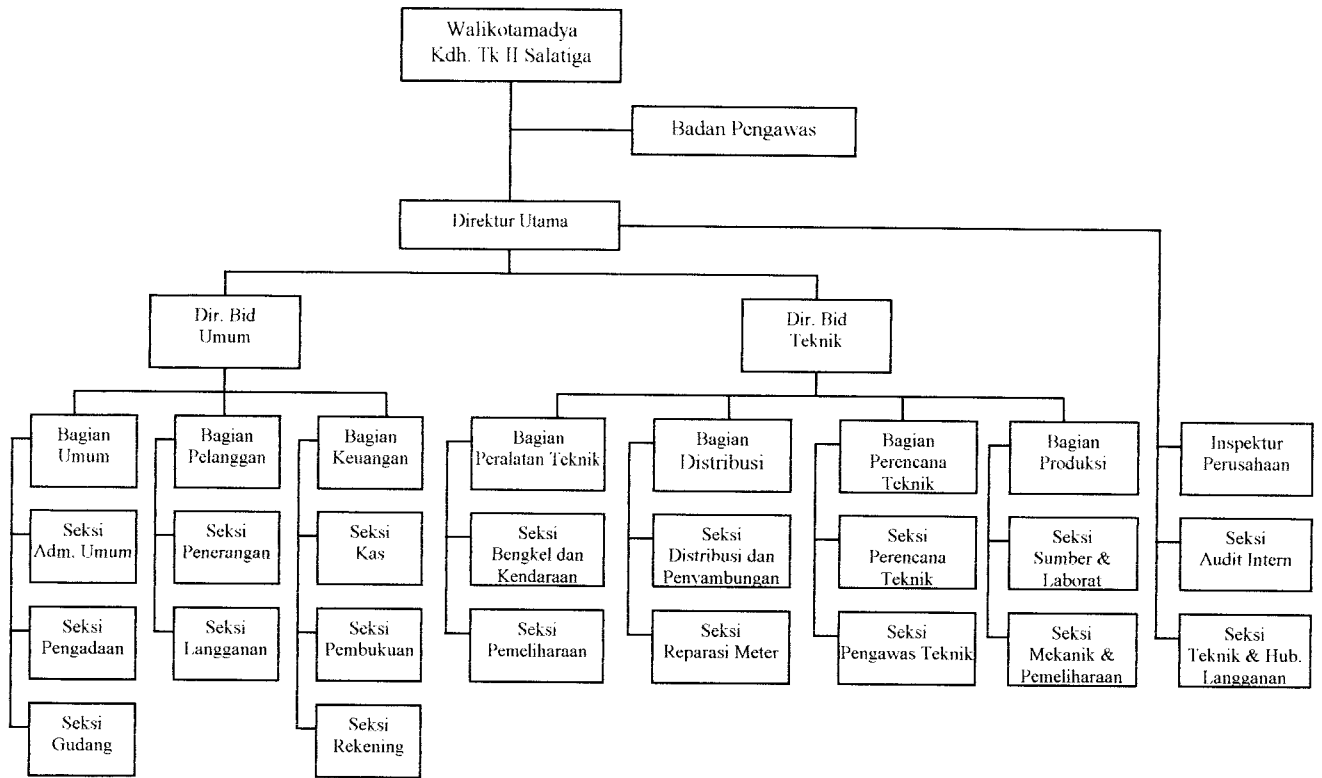 Walikotamadya
Kdh. Tk II Salatiga
Badan Pengawas
Direktur Utama
Dir. Bid
Umum
Dir. Bid
Teknik
Bagian
Umum
Bagian
Pelanggan
Bagian
Keuangan
Bagian
Peralatan Teknik
Bagian
Distribusi
Bagian
Perencana
Teknik
Bagian
Produksi
Inspektur
Perusahaan
Seksi
Adm. Umum
Seksi
Penerangan
Seksi
Kas
Seksi
Bengkel dan
Kendaraan
Seksi
Distribusi dan
Penyambungan
Seksi
Perencana
Teknik
Seksi
Sumber &
Laborat
Seksi
Audit Intern
Seksi
Pengadaan
Seksi
Langganan
Seksi
Pembukuan
Seksi
Pemeliharaan
Seksi
Reparasi Meter
Seksi
Pengawas Teknik
Seksi
Mekanik &
Pemeliharaan
Seksi
Teknik & Hub.
Langganan
Seksi
Gudang
Seksi
Rekening